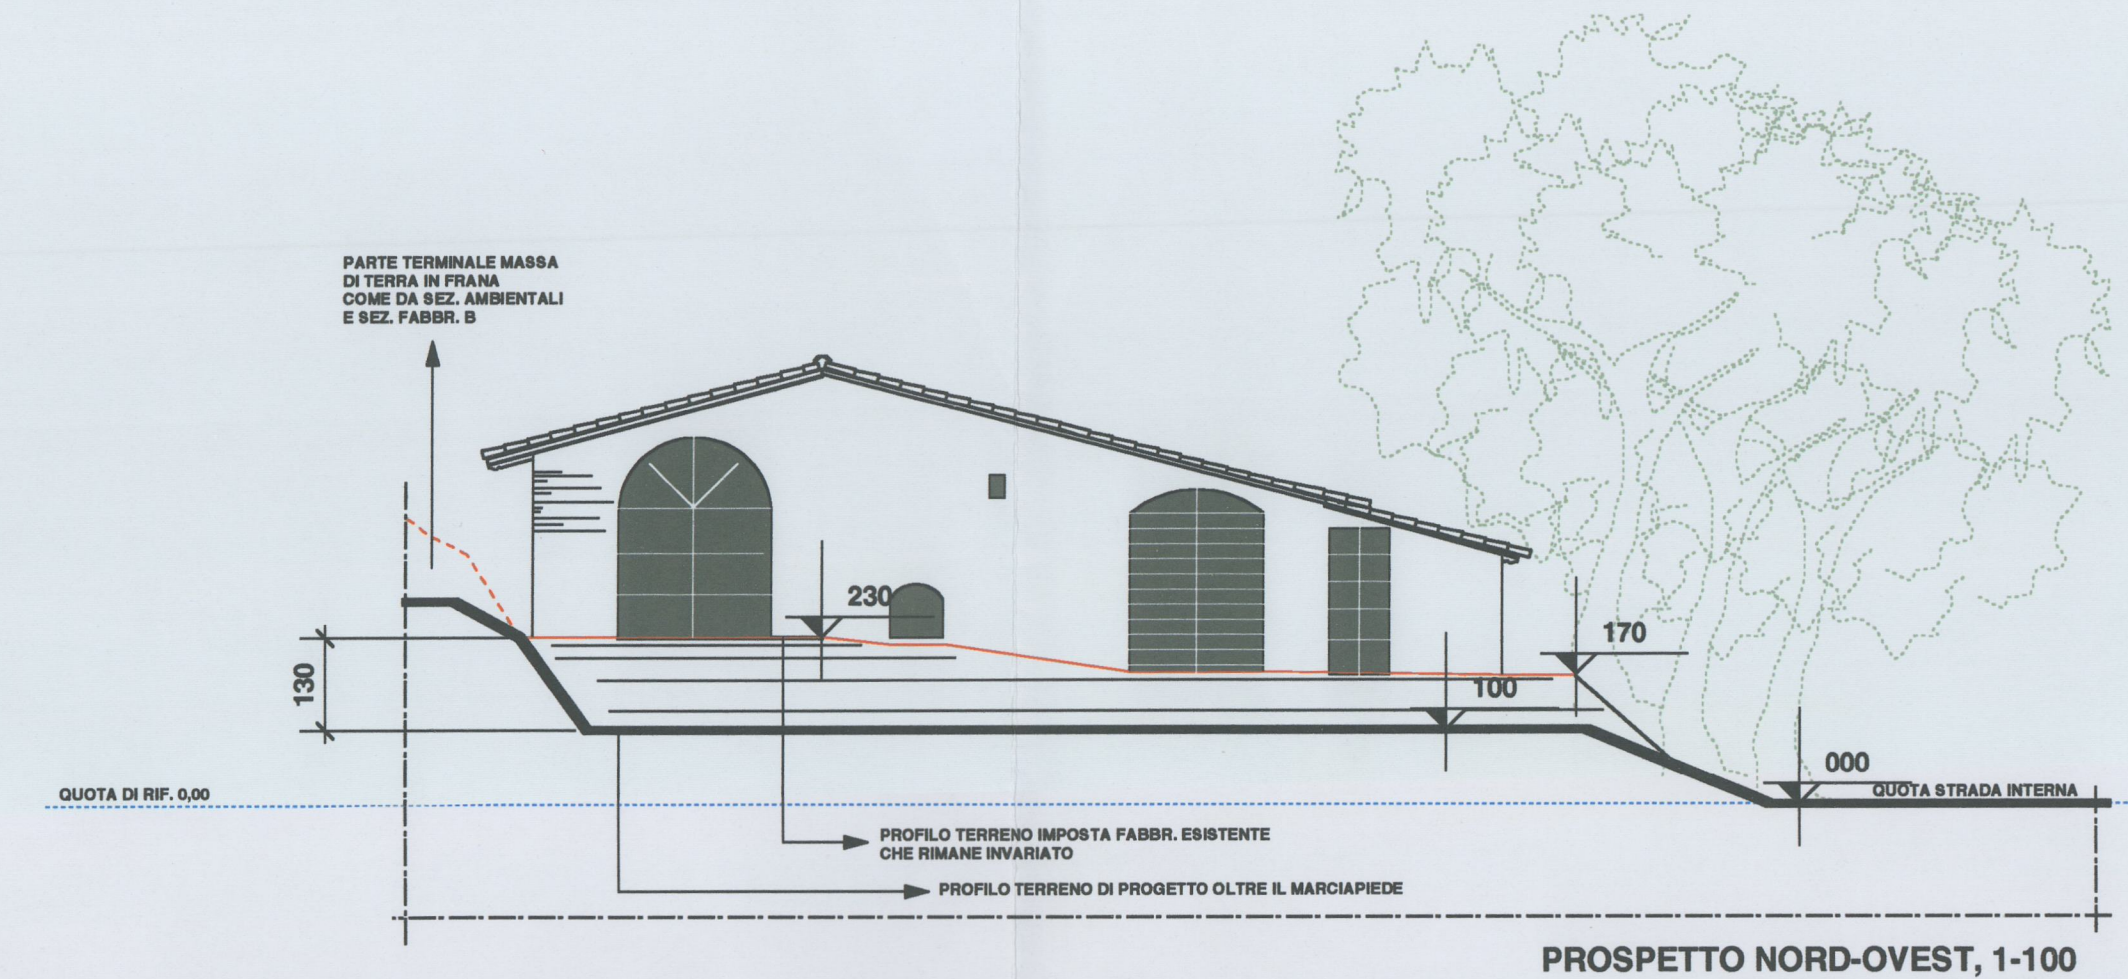 PARTE TERMINALE MASSA
DI TERRA IN FRANA
COME DA SEZ. AMBIENTALI
E SEZ. FABBR. B
230
170
130
100
000
QUOTA DI RIF. 0,00
QUOTA STRADA INTERNA
PROFILO TERRENO IMPOSTA FABBR. ESISTENTE
CHE RIMANE INVARIATO
PROFILO TERRENO DI PROGETTO OLTRE IL MARCIAPIEDE
PROSPETTO NORD-OVEST, 1-100